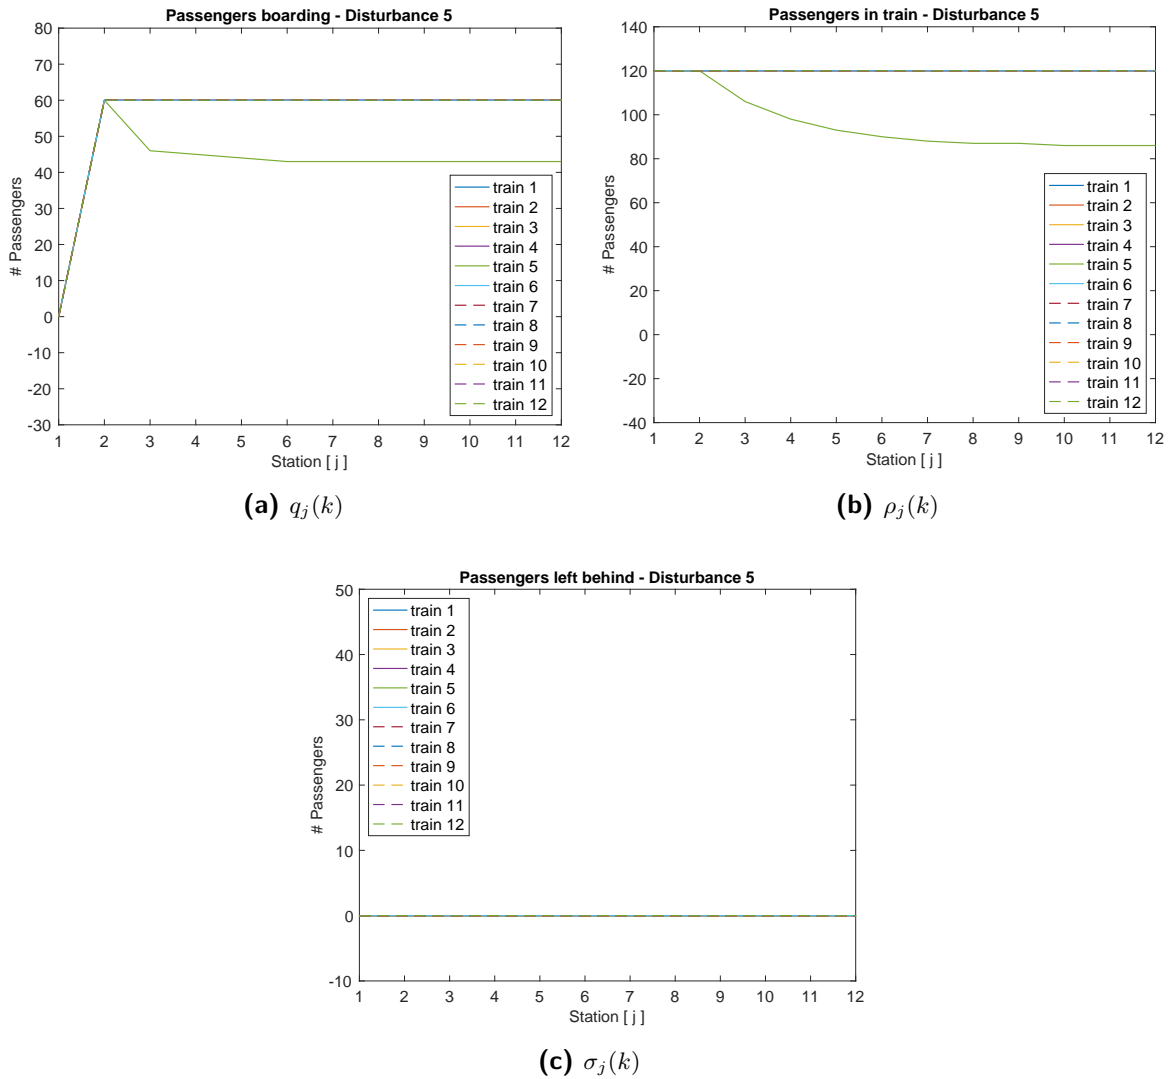 Passengers boarding - Disturbance 5
80
70
60
50
40
30
20
10
0
-10
-20
-30
# Passengers
train 1
train 2
train 3
train 4
train 5
train 6
train 7
train 8
train 9
train 10
train 11
train 12
1 2 3 4 5 6 7 8 9 10 11 12
Station [ j ]
(a) qj(k)
Passengers in train - Disturbance 5
140
120
100
80
60
40
20
0
-20
-40
# Passengers
train 1
train 2
train 3
train 4
train 5
train 6
train 7
train 8
train 9
train 10
train 11
train 12
1 2 3 4 5 6 7 8 9 10 11 12
Station [ j ]
(b) ρj(k)
Passengers left behind - Disturbance 5
50
40
30
20
10
0
-10
# Passengers
train 1
train 2
train 3
train 4
train 5
train 6
train 7
train 8
train 9
train 10
train 11
train 12
1 2 3 4 5 6 7 8 9 10 11 12
Station [ j ]
(c) σj(k)